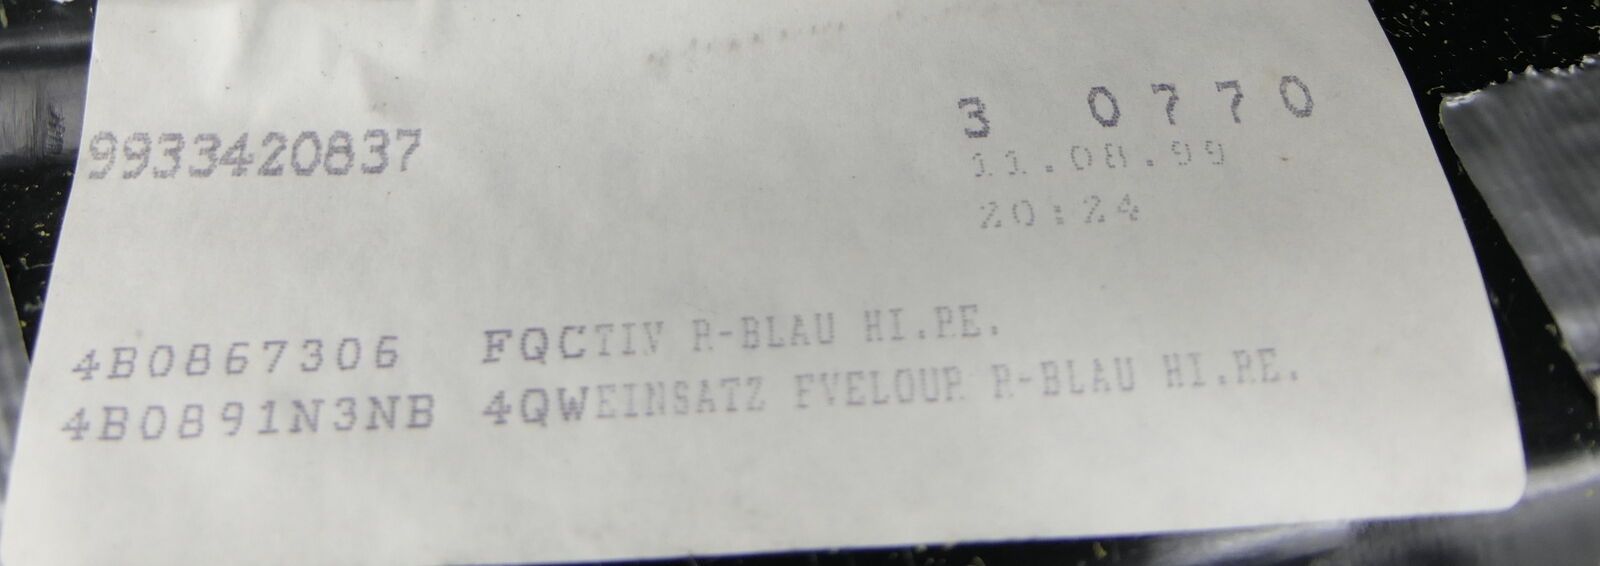 9933420837
3 0770
11.08.99
20:24
4B0867306 FQCTIV R-BLAU HI.RE.
4B0891N3NB 4QWEINSATZ FVELOUR R-BLAU HI.RE.